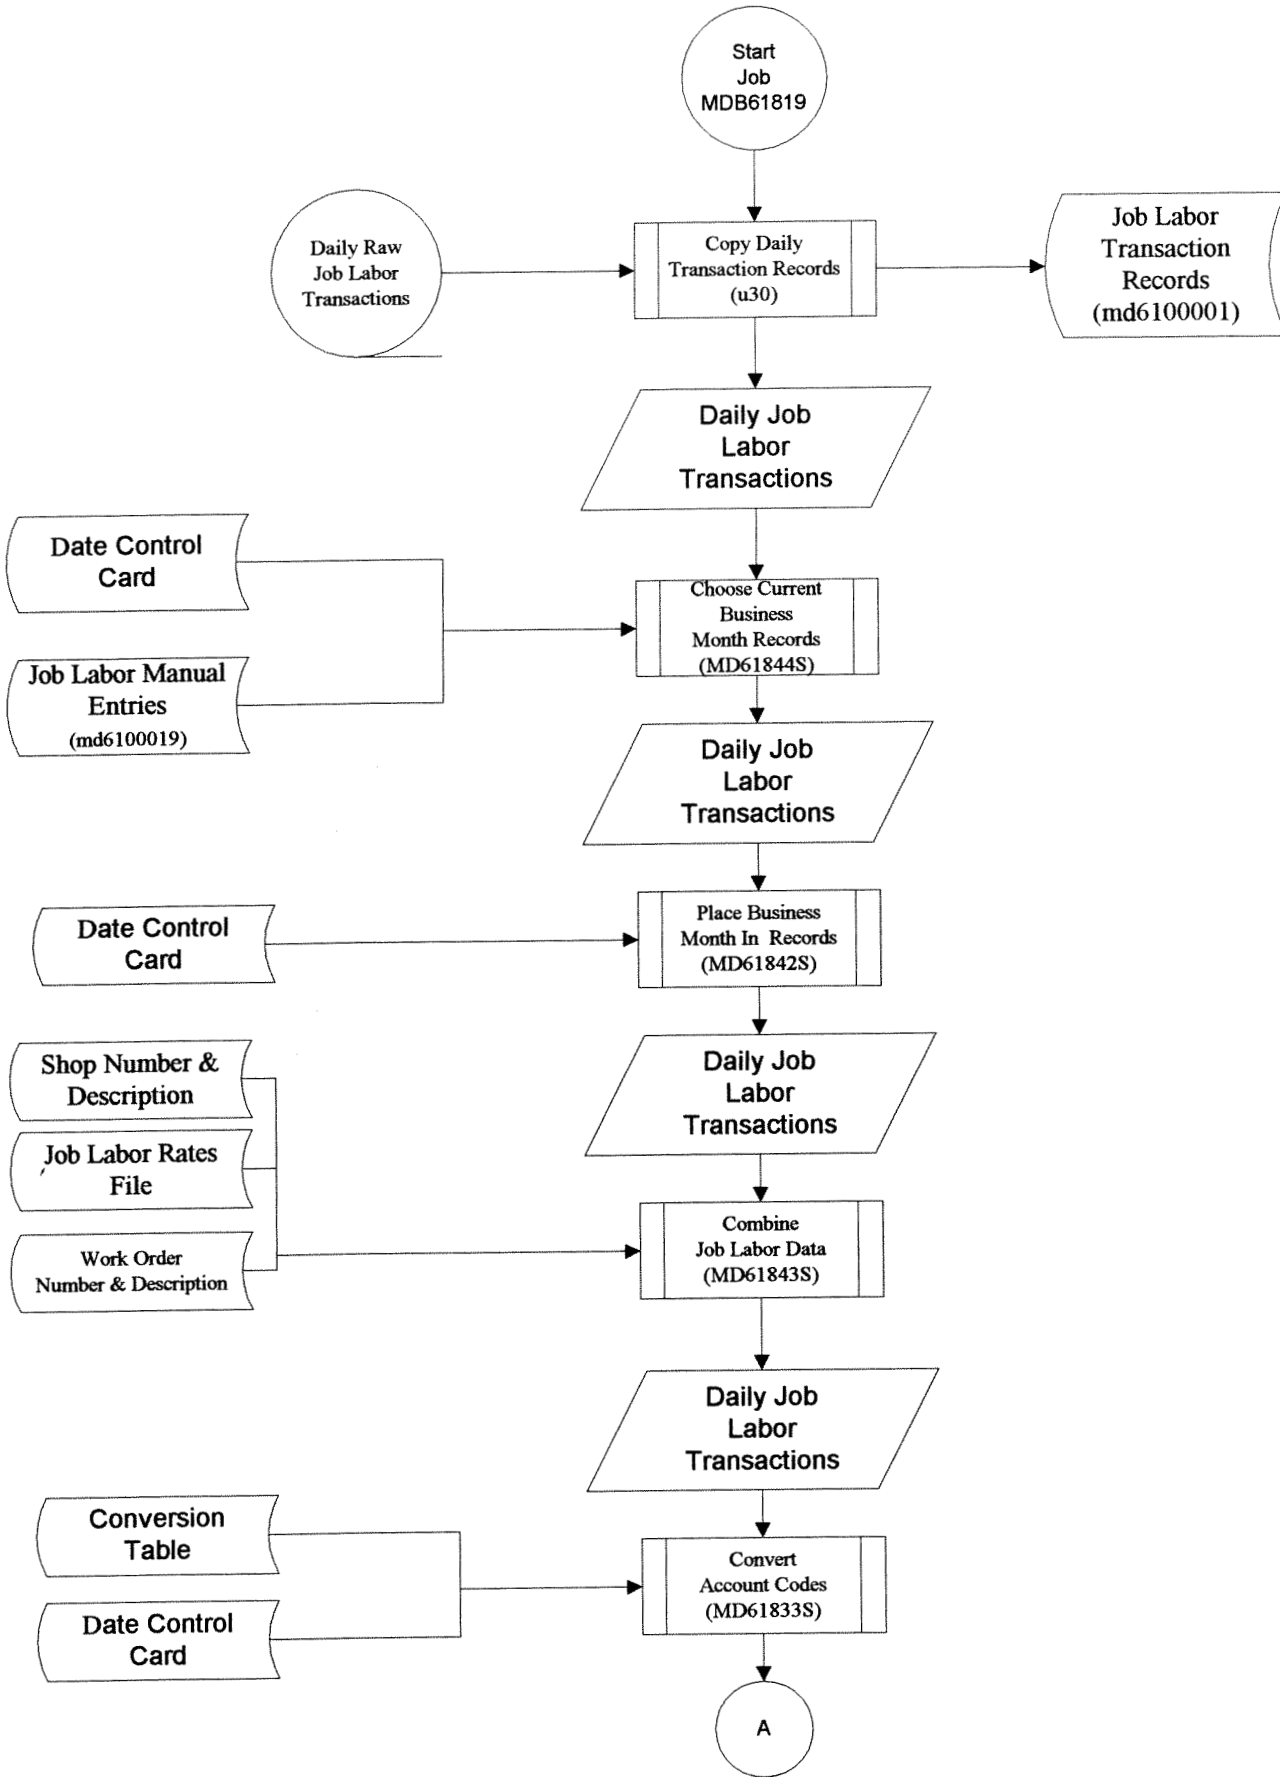 Start
Job
MDB61819
Daily Raw
Job Labor
Transactions
Copy Daily
Transaction Records
(u30)
Job Labor
Transaction
Records
(md6100001)
Daily Job
Labor
Transactions
Date Control
Card
Job Labor Manual
Entries
(md6100019)
Choose Current
Business
Month Records
(MD61844S)
Daily Job
Labor
Transactions
Date Control
Card
Place Business
Month In Records
(MD61842S)
Daily Job
Labor
Transactions
Shop Number &
Description
Job Labor Rates
File
Work Order
Number & Description
Combine
Job Labor Data
(MD61843S)
Daily Job
Labor
Transactions
Conversion
Table
Date Control
Card
Convert
Account Codes
(MD61833S)
A